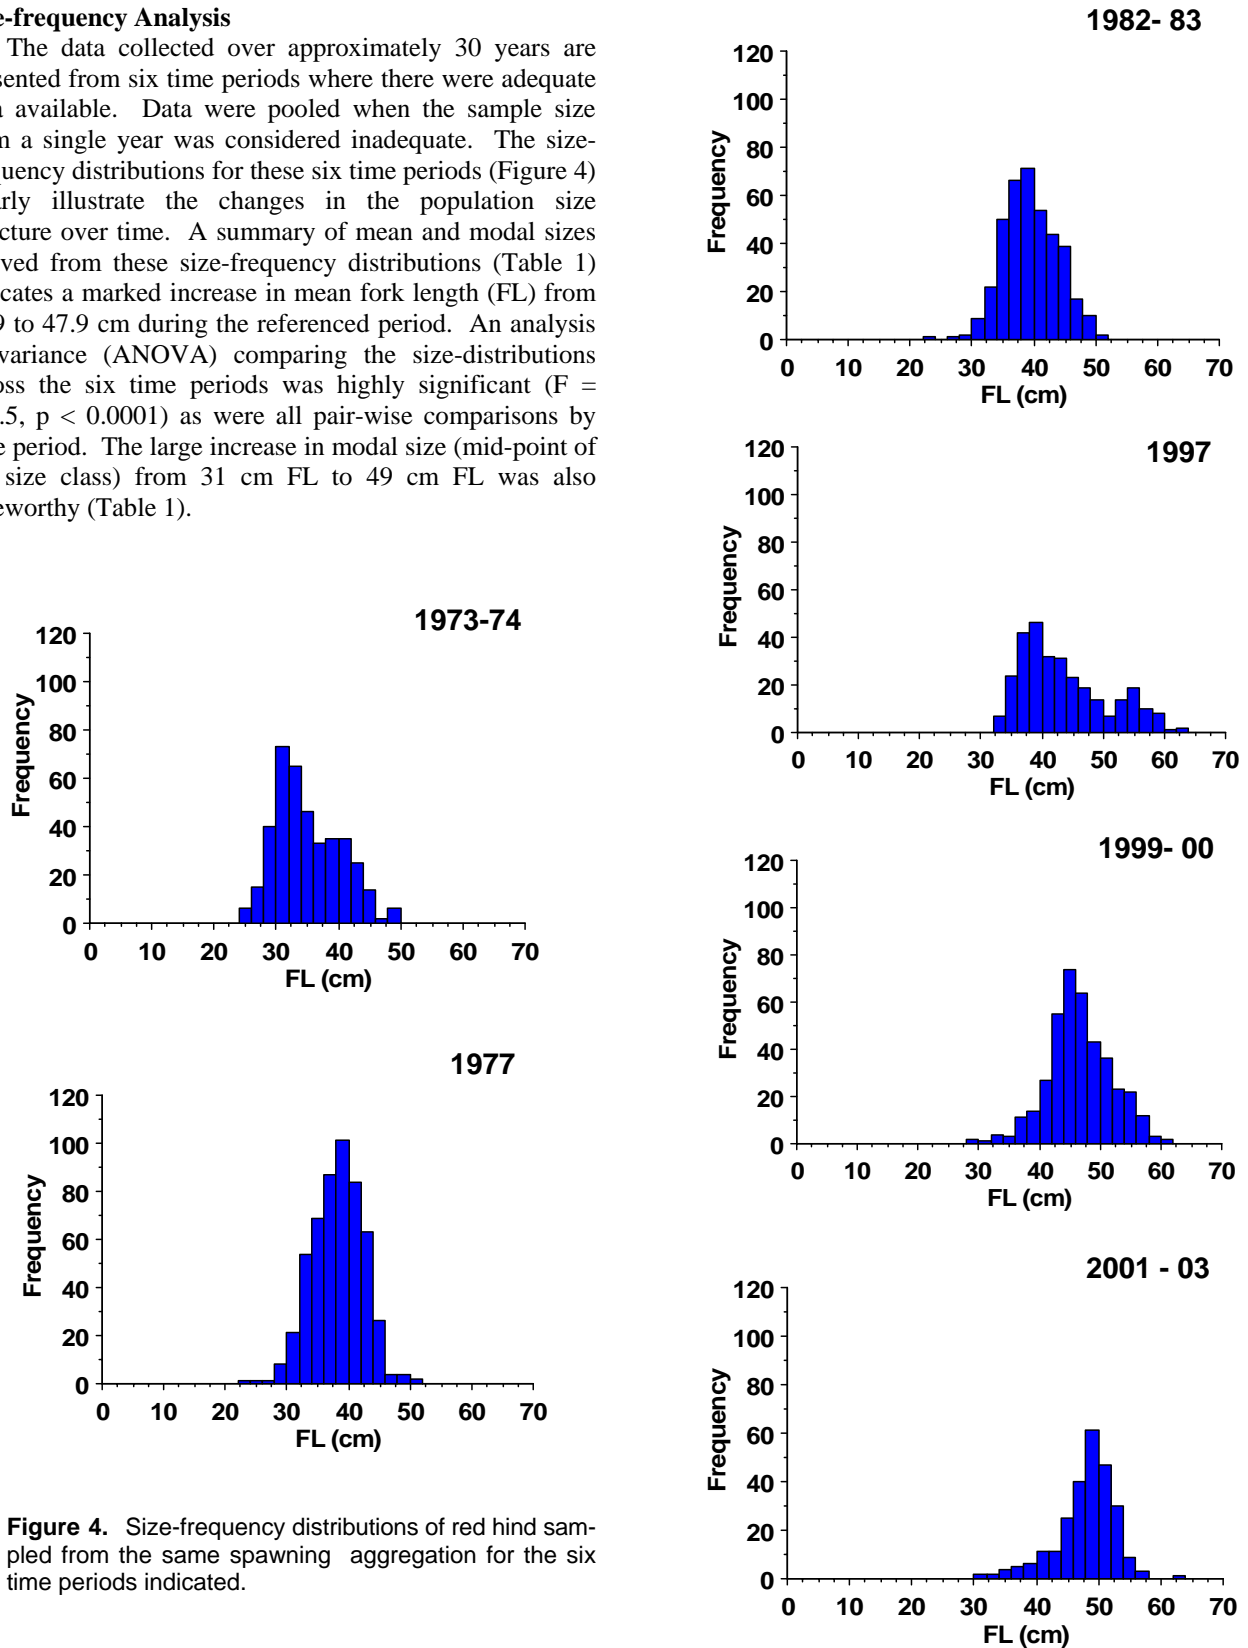 e-frequency Analysis
The data collected over approximately 30 years are
sented from six time periods where there were adequate
a available. Data were pooled when the sample size
m a single year was considered inadequate. The size-
quency distributions for these six time periods (Figure 4)
arly illustrate the changes in the population size
cture over time. A summary of mean and modal sizes
ved from these size-frequency distributions (Table 1)
cates a marked increase in mean fork length (FL) from
9 to 47.9 cm during the referenced period. An analysis
variance (ANOVA) comparing the size-distributions
oss the six time periods was highly significant (F =
.5, p < 0.0001) as were all pair-wise comparisons by
e period. The large increase in modal size (mid-point of
size class) from 31 cm FL to 49 cm FL was also
eworthy (Table 1).
1973-74
120
100
80
60
40
20
0
Frequency
0 10 20 30 40 50 60 70
FL (cm)
1977
120
100
80
60
40
20
0
Frequency
0 10 20 30 40 50 60 70
FL (cm)
Figure 4. Size-frequency distributions of red hind sam-
pled from the same spawning aggregation for the six
time periods indicated.
1982- 83
120
100
80
60
40
20
0
Frequency
0 10 20 30 40 50 60 70
FL (cm)
1997
120
100
80
60
40
20
0
Frequency
0 10 20 30 40 50 60 70
FL (cm)
1999- 00
120
100
80
60
40
20
0
Frequency
0 10 20 30 40 50 60 70
FL (cm)
2001 - 03
120
100
80
60
40
20
0
Frequency
0 10 20 30 40 50 60 70
FL (cm)